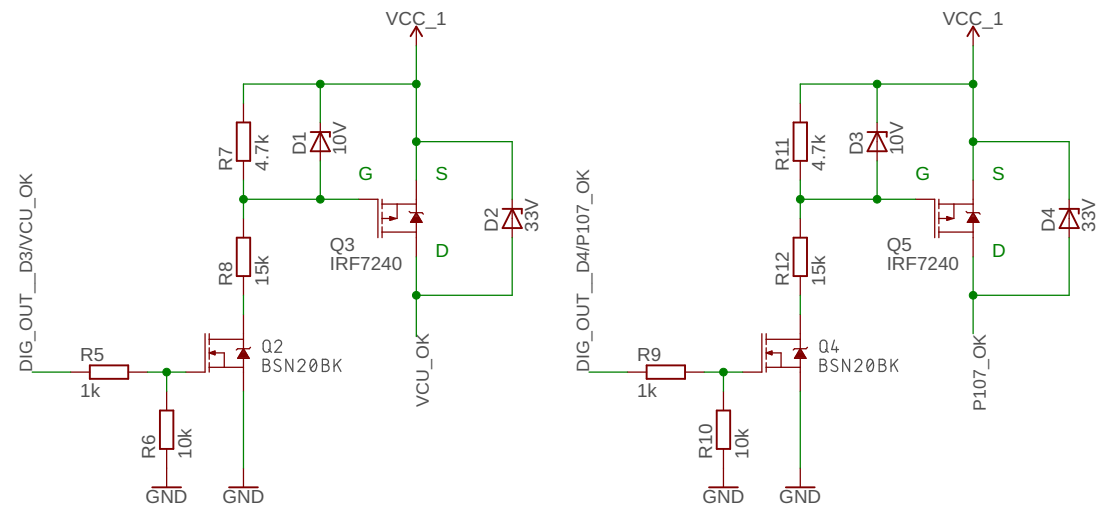 VCC_1
R7
4.7k
D1
10V
G
S
D2
33V
D
Q3
IRF7240
R8
15k
DIG_OUT__D3/VCU_OK
R5
1k
Q2
BSN20BK
VCU_OK
R6
10k
GND
GND
VCC_1
R11
4.7k
D3
10V
G
S
D4
33V
D
Q5
IRF7240
R12
15k
DIG_OUT__D4/P107_OK
R9
1k
Q4
BSN20BK
P107_OK
R10
10k
GND
GND